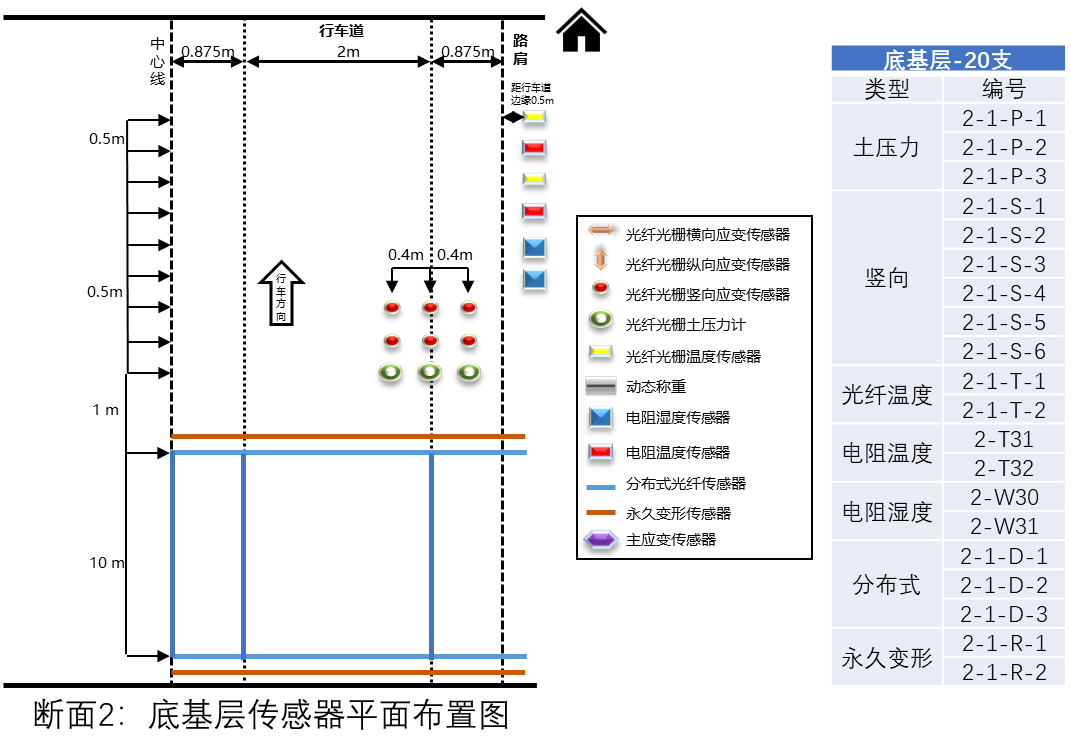 行车道
0.875m
2m
0.875m
中心线
路肩
距行车道
边缘0.5m
0.5m
0.5m
1 m
10 m
行车方向
0.4m
0.4m
光纤光栅横向应变传感器
光纤光栅纵向应变传感器
光纤光栅竖向应变传感器
光纤光栅土压力计
光纤光栅温度传感器
动态称重
电阻湿度传感器
电阻温度传感器
分布式光纤传感器
永久变形传感器
主应变传感器
底基层-20支
类型 编号
土压力
2-1-P-1
2-1-P-2
2-1-P-3
竖向
2-1-S-1
2-1-S-2
2-1-S-3
2-1-S-4
2-1-S-5
2-1-S-6
光纤温度
2-1-T-1
2-1-T-2
电阻温度
2-T31
2-T32
电阻湿度
2-W30
2-W31
分布式
2-1-D-1
2-1-D-2
2-1-D-3
永久变形
2-1-R-1
2-1-R-2
断面2：底基层传感器平面布置图